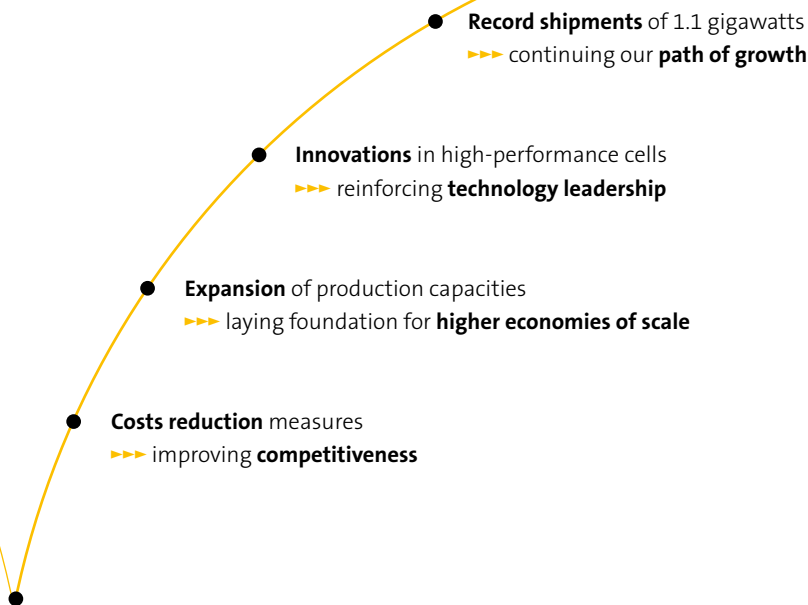 Record shipments of 1.1 gigawatts
►►► continuing our path of growth
Innovations in high-performance cells
►►► reinforcing technology leadership
Expansion of production capacities
►►► laying foundation for higher economies of scale
Costs reduction measures
►►► improving competitiveness